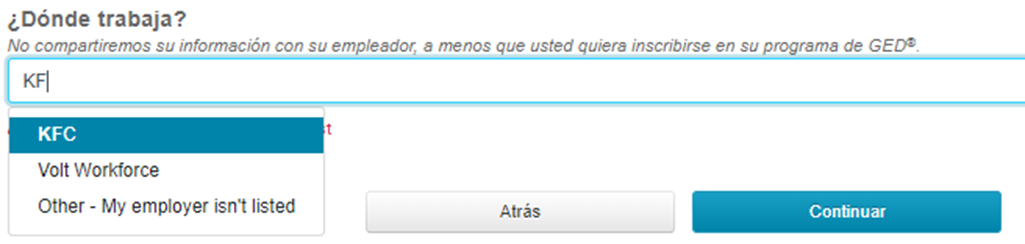 ¿Dónde trabaja?
No compartiremos su información con su empleador, a menos que usted quiera inscribirse en su programa de GED®.
KF
KFC
Volt Workforce
Other - My employer isn't listed
Atrás Continuar